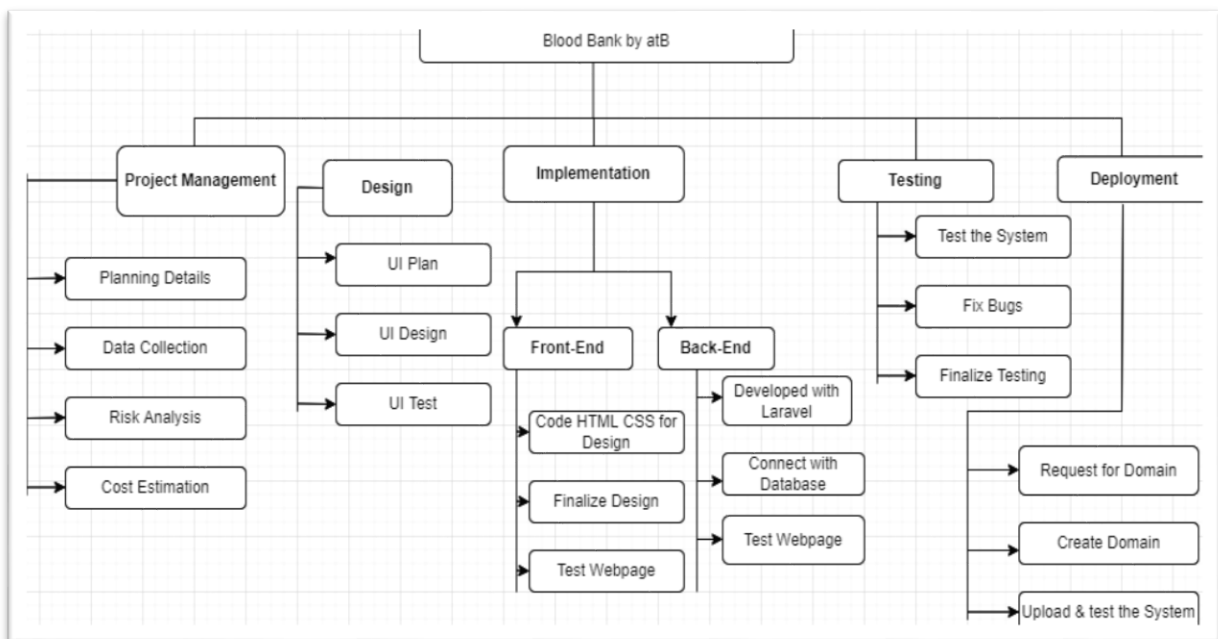 Blood Bank by atB
Project Management
Design
Implementation
Testing
Deployment
Planning Details
Data Collection
Risk Analysis
Cost Estimation
UI Plan
UI Design
UI Test
Front-End
Back-End
Code HTML CSS for
Design
Finalize Design
Test Webpage
Developed with
Laravel
Connect with
Database
Test Webpage
Test the System
Fix Bugs
Finalize Testing
Request for Domain
Create Domain
Upload & test the System